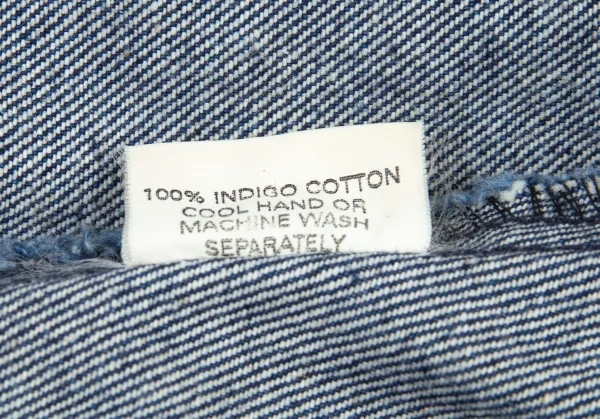 100% INDIGO COTTON
COOL HAND OR
MACHINE WASH
SEPARATELY